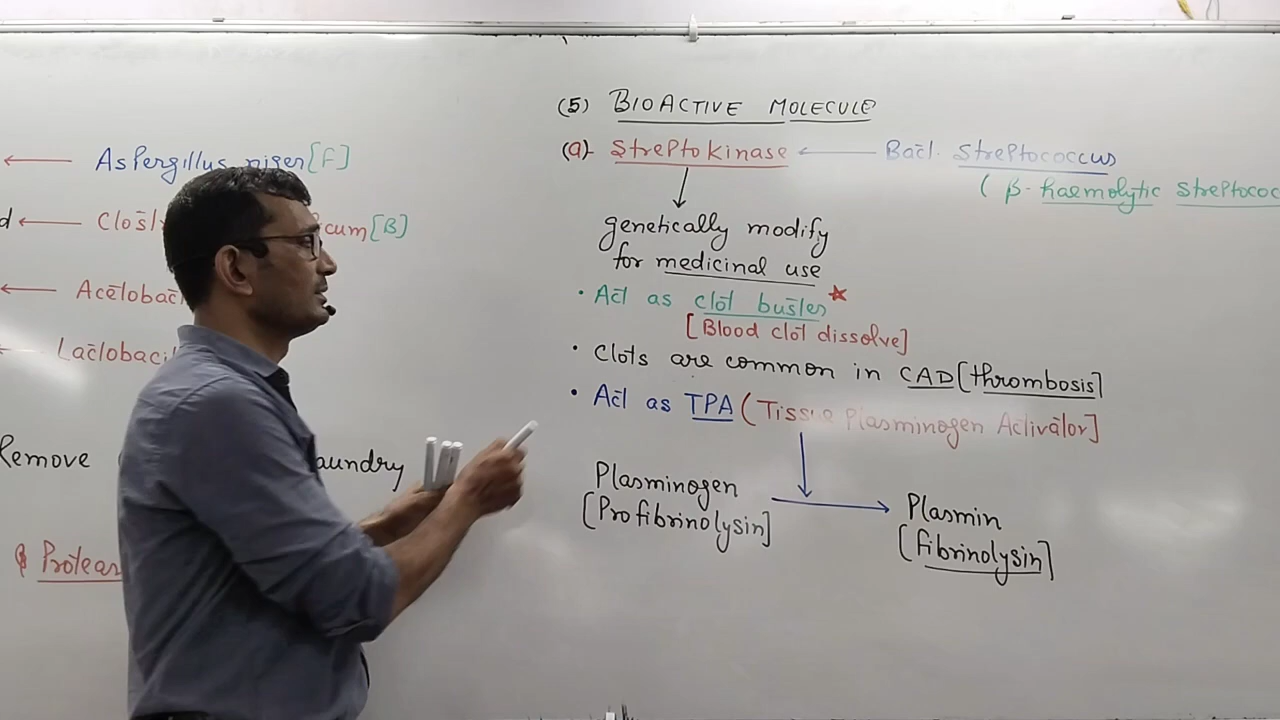 Aspergillus niger [F]
d
cum [B]
Remove
aundry
Protea
(5) BIOACTIVE MOLECULE
(a)- Streptokinase ← Bact. Streptococcus
( β- haemolytic Streptococ
genetically modify
for medicinal use
• Act as clot buster
[Blood clot dissolve]
• Clots are common in CAD [thrombosis]
• Act as TPA ( Tissue Plasminogen Activator]
Plasminogen
[Profibrinolysin]
Plasmin
[fibrinolysin]